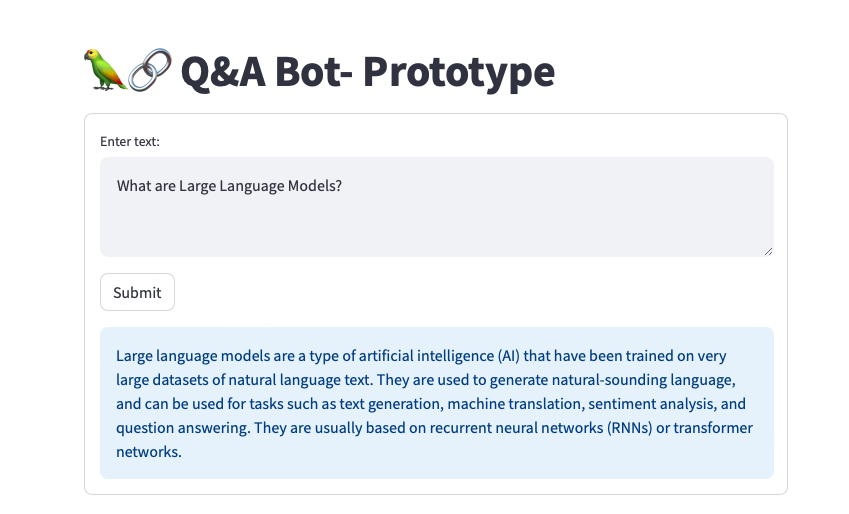 🦜🔗 Q&A Bot- Prototype
Enter text:
What are Large Language Models?
Submit
Large language models are a type of artificial intelligence (AI) that have been trained on very
large datasets of natural language text. They are used to generate natural-sounding language,
and can be used for tasks such as text generation, machine translation, sentiment analysis, and
question answering. They are usually based on recurrent neural networks (RNNs) or transformer
networks.